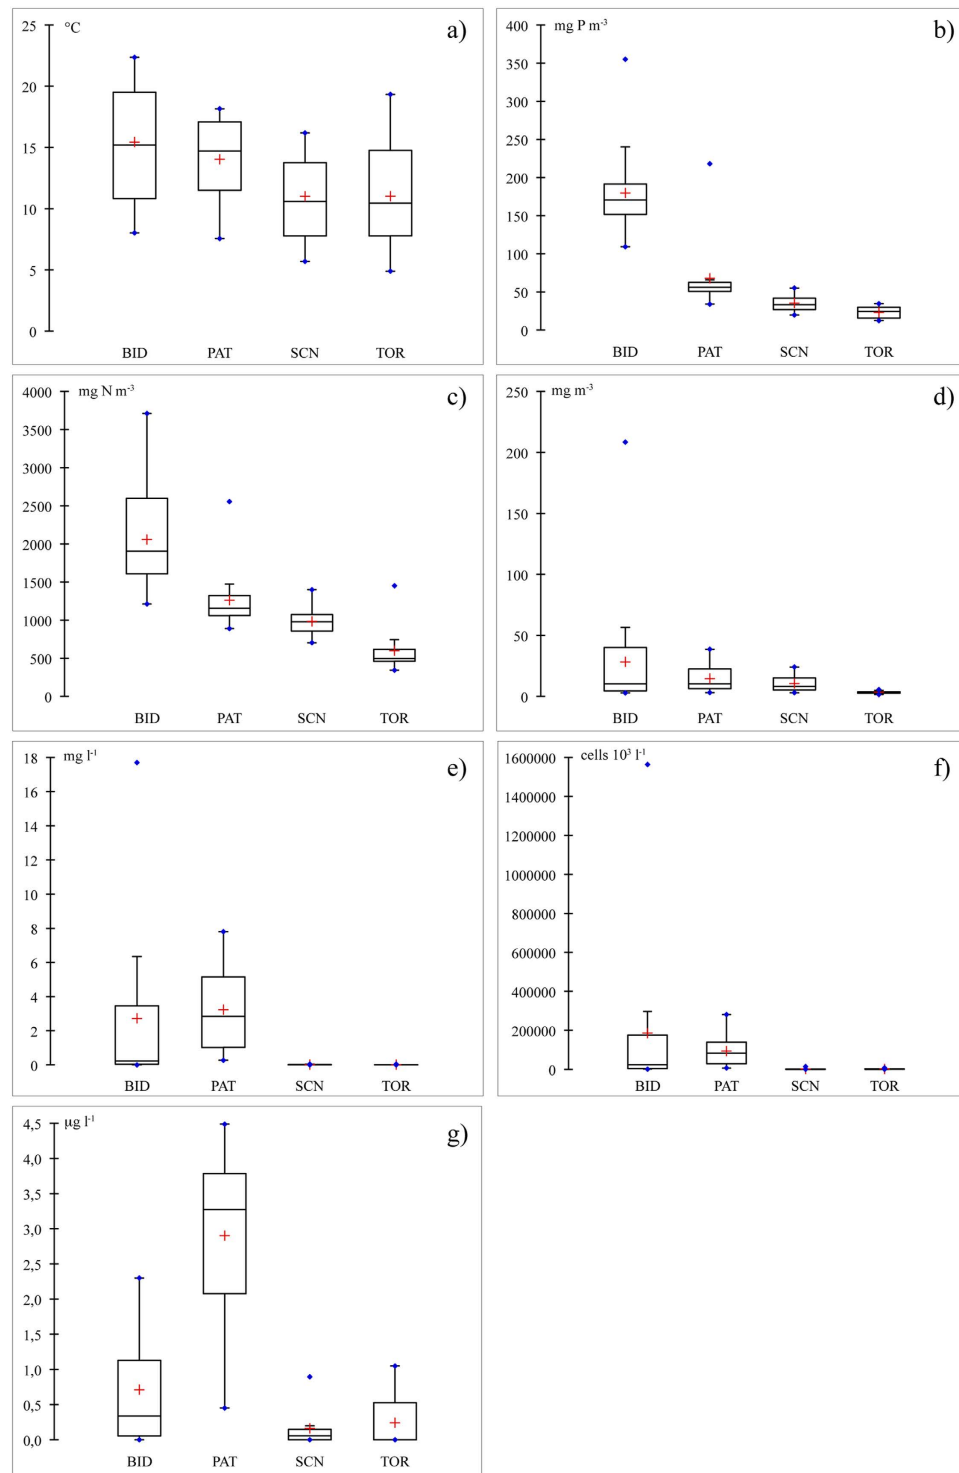 °C
a)
25
20
15
10
5
0
BID PAT SCN TOR
mg P m⁻³
b)
400
350
300
250
200
150
100
50
0
BID PAT SCN TOR
mg N m⁻³
c)
4000
3500
3000
2500
2000
1500
1000
500
0
BID PAT SCN TOR
mg m⁻³
d)
250
200
150
100
50
0
BID PAT SCN TOR
mg l⁻¹
e)
18
16
14
12
10
8
6
4
2
0
BID PAT SCN TOR
cells 10³ l⁻¹
f)
1600000
1400000
1200000
1000000
800000
600000
400000
200000
0
BID PAT SCN TOR
µg l⁻¹
g)
4,5
4,0
3,5
3,0
2,5
2,0
1,5
1,0
0,5
0,0
BID PAT SCN TOR